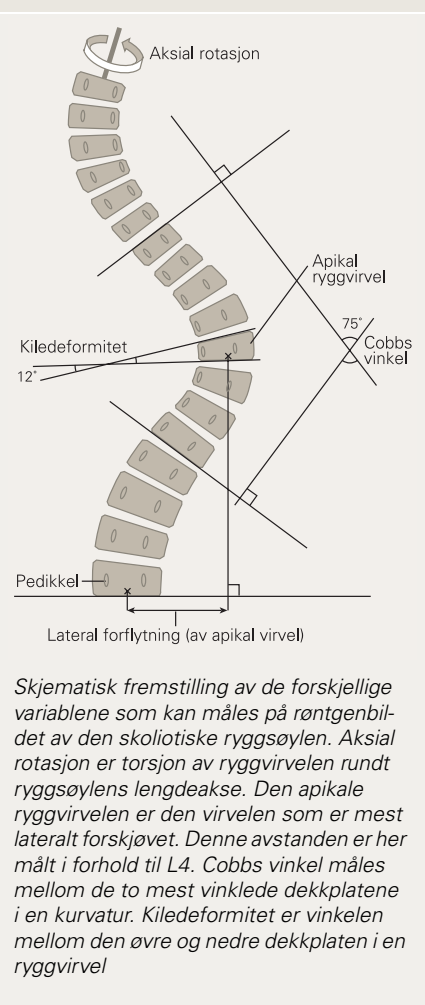 Aksial rotasjon
Apikal
ryggvirvel
75°
Cobbs
vinkel
Kiledeformitet
12°
Pedikkel
Lateral forflytning (av apikal virvel)
Skjematisk fremstilling av de forskjellige
variablene som kan måles på røntgenbil-
det av den skoliotiske ryggsøylen. Aksial
rotasjon er torsjon av ryggvirvelen rundt
ryggsøylens lengdeakse. Den apikale
ryggvirvelen er den virvelen som er mest
lateralt forskjøvet. Denne avstanden er her
målt i forhold til L4. Cobbs vinkel måles
mellom de to mest vinklede dekkplatene
i en kurvatur. Kiledeformitet er vinkelen
mellom den øvre og nedre dekkplaten i en
ryggvirvel